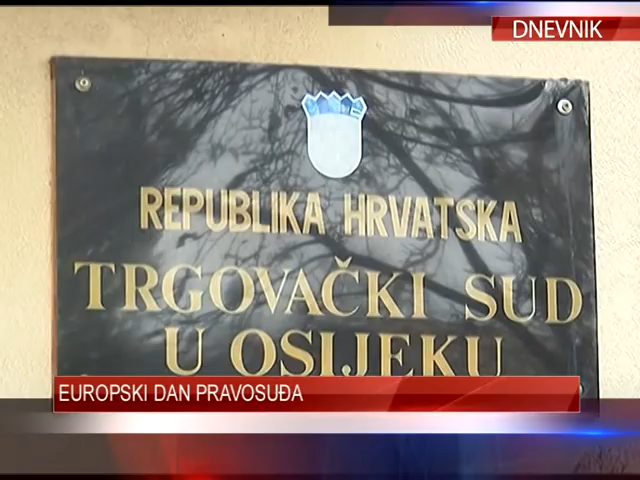 DNEVNIK
REPUBLIKA HRVATSKA
TRGOVAČKI SUD
U OSIJEKU
EUROPSKI DAN PRAVOSUĐA